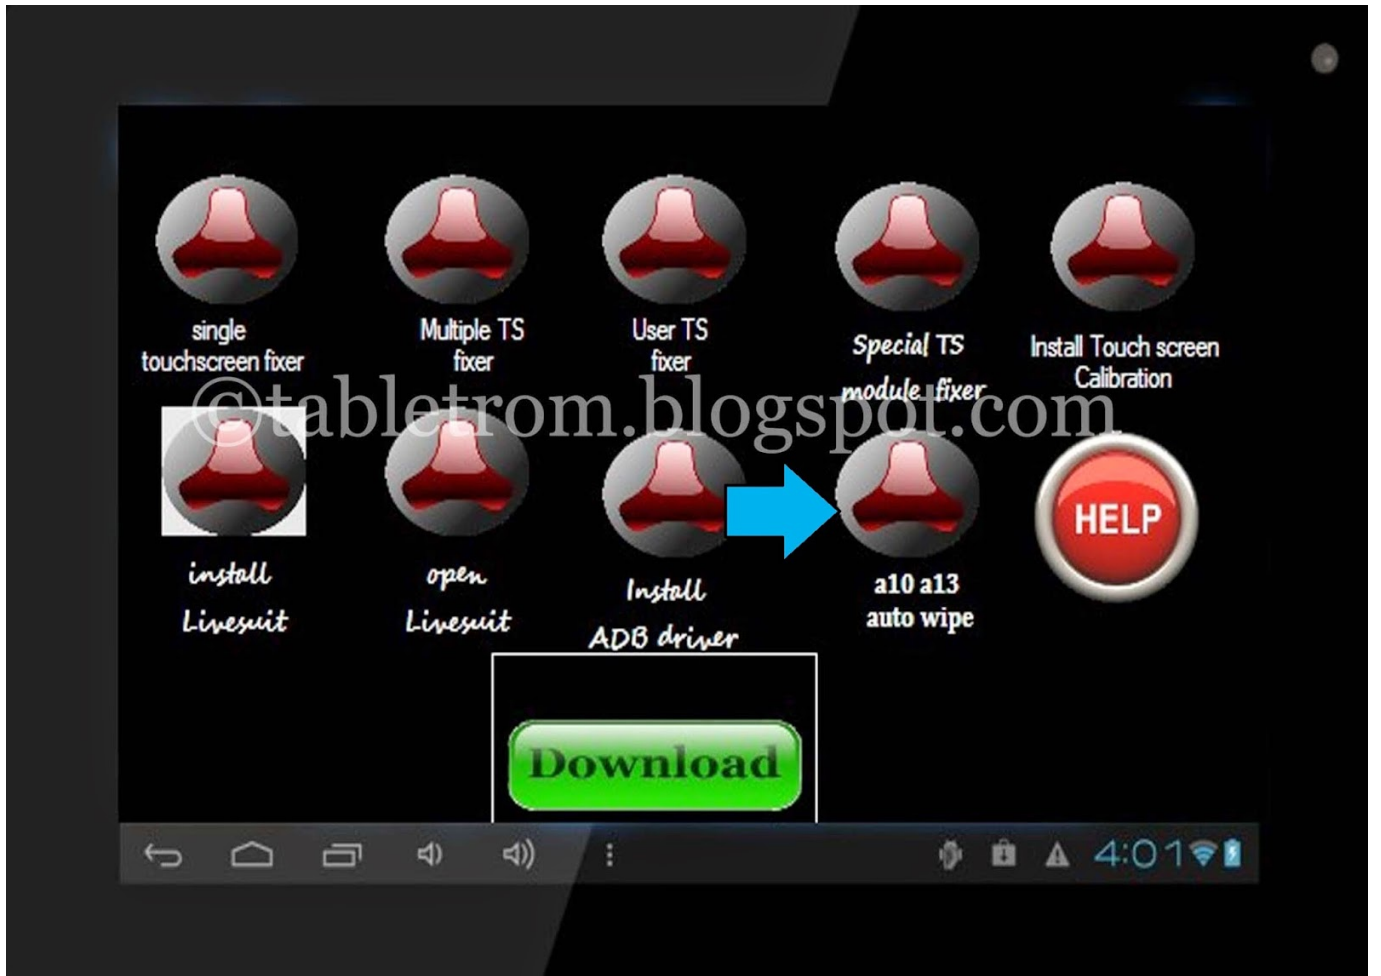 single
touchscreen fixer
Multiple TS
fixer
User TS
fixer
Special TS
module fixer
Install Touch screen
Calibration
©tabletrom.blogspot.com
install
Livesuit
open
Livesuit
Install
ADB driver
a10 a13
auto wipe
HELP
Download
4:01